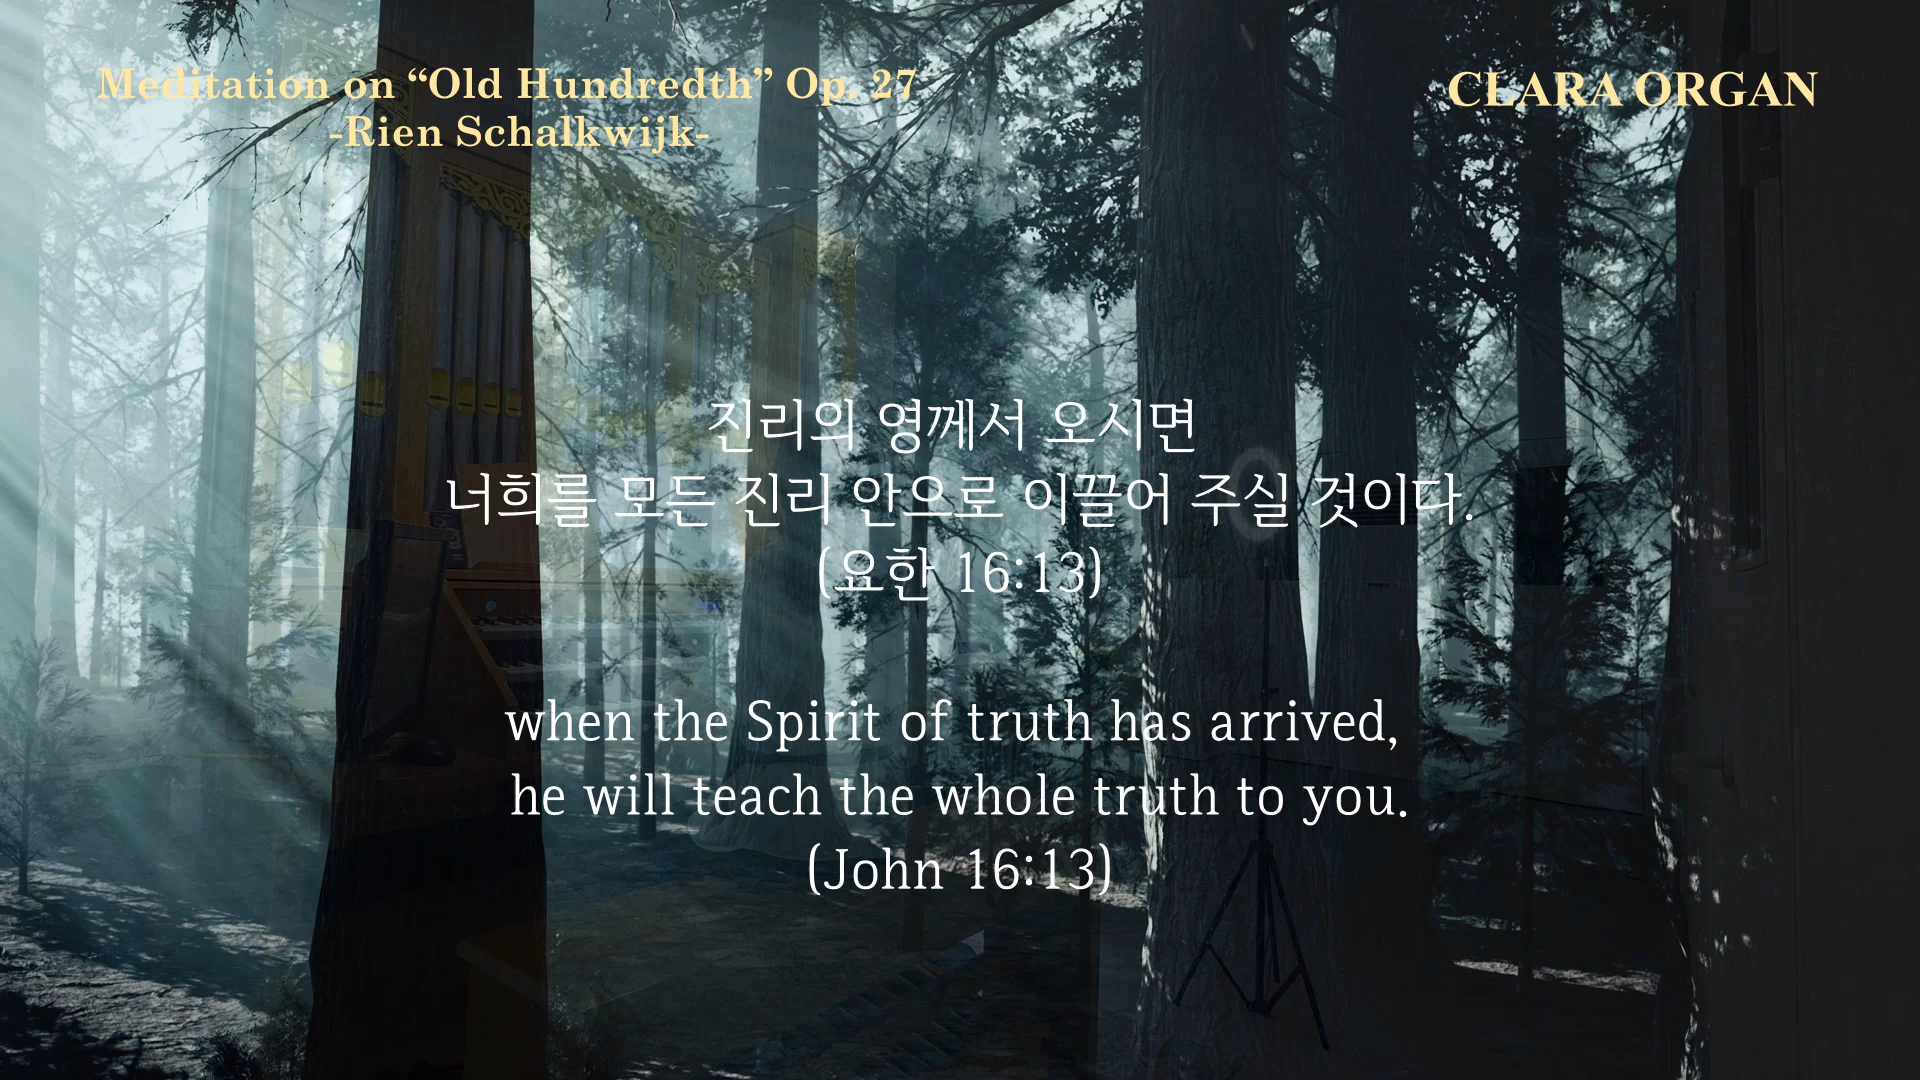 Meditation on “Old Hundredth” Op. 27
-Rien Schalkwijk-
CLARA ORGAN
진리의 영께서 오시면
너희를 모든 진리 안으로 이끌어 주실 것이다.
(요한 16:13)
when the Spirit of truth has arrived,
he will teach the whole truth to you.
(John 16:13)